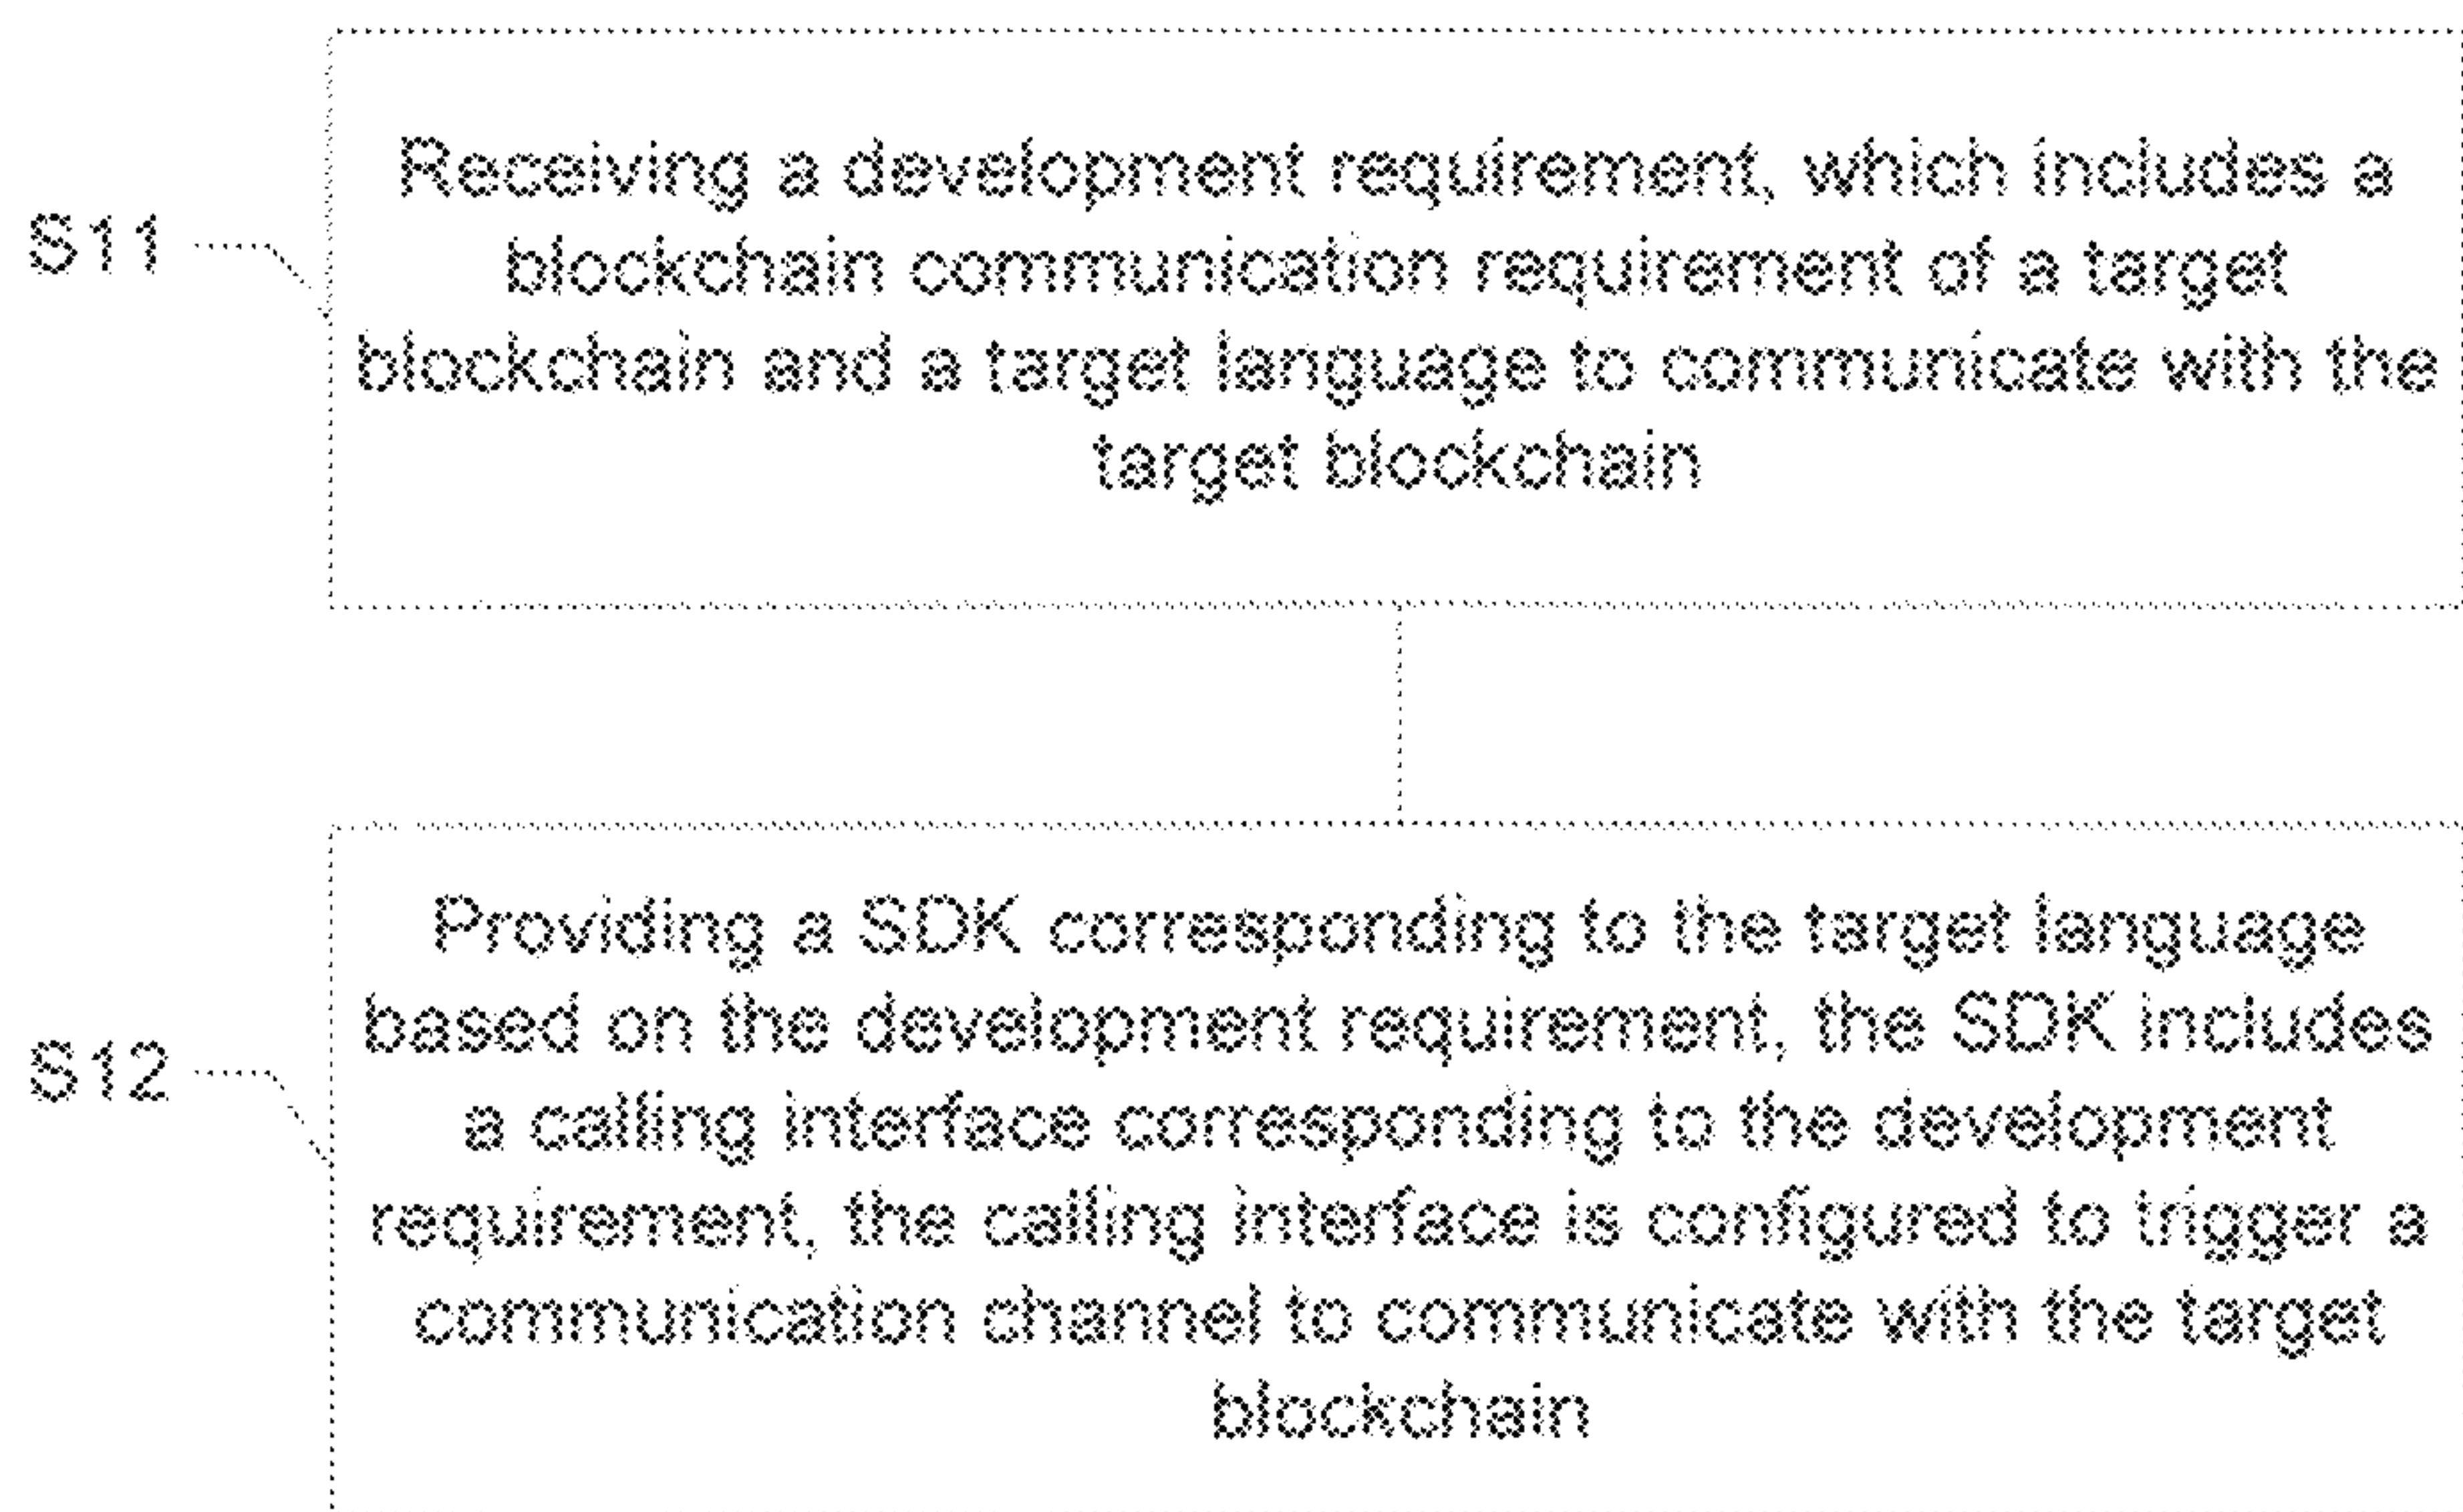 S11
Receiving a development requirement, which includes a
blockchain communication requirement of a target
blockchain and a target language to communicate with the
target blockchain
S12
Providing a SDK corresponding to the target language
based on the development requirement, the SDK includes
a calling interface corresponding to the development
requirement, the calling interface is configured to trigger a
communication channel to communicate with the target
blockchain